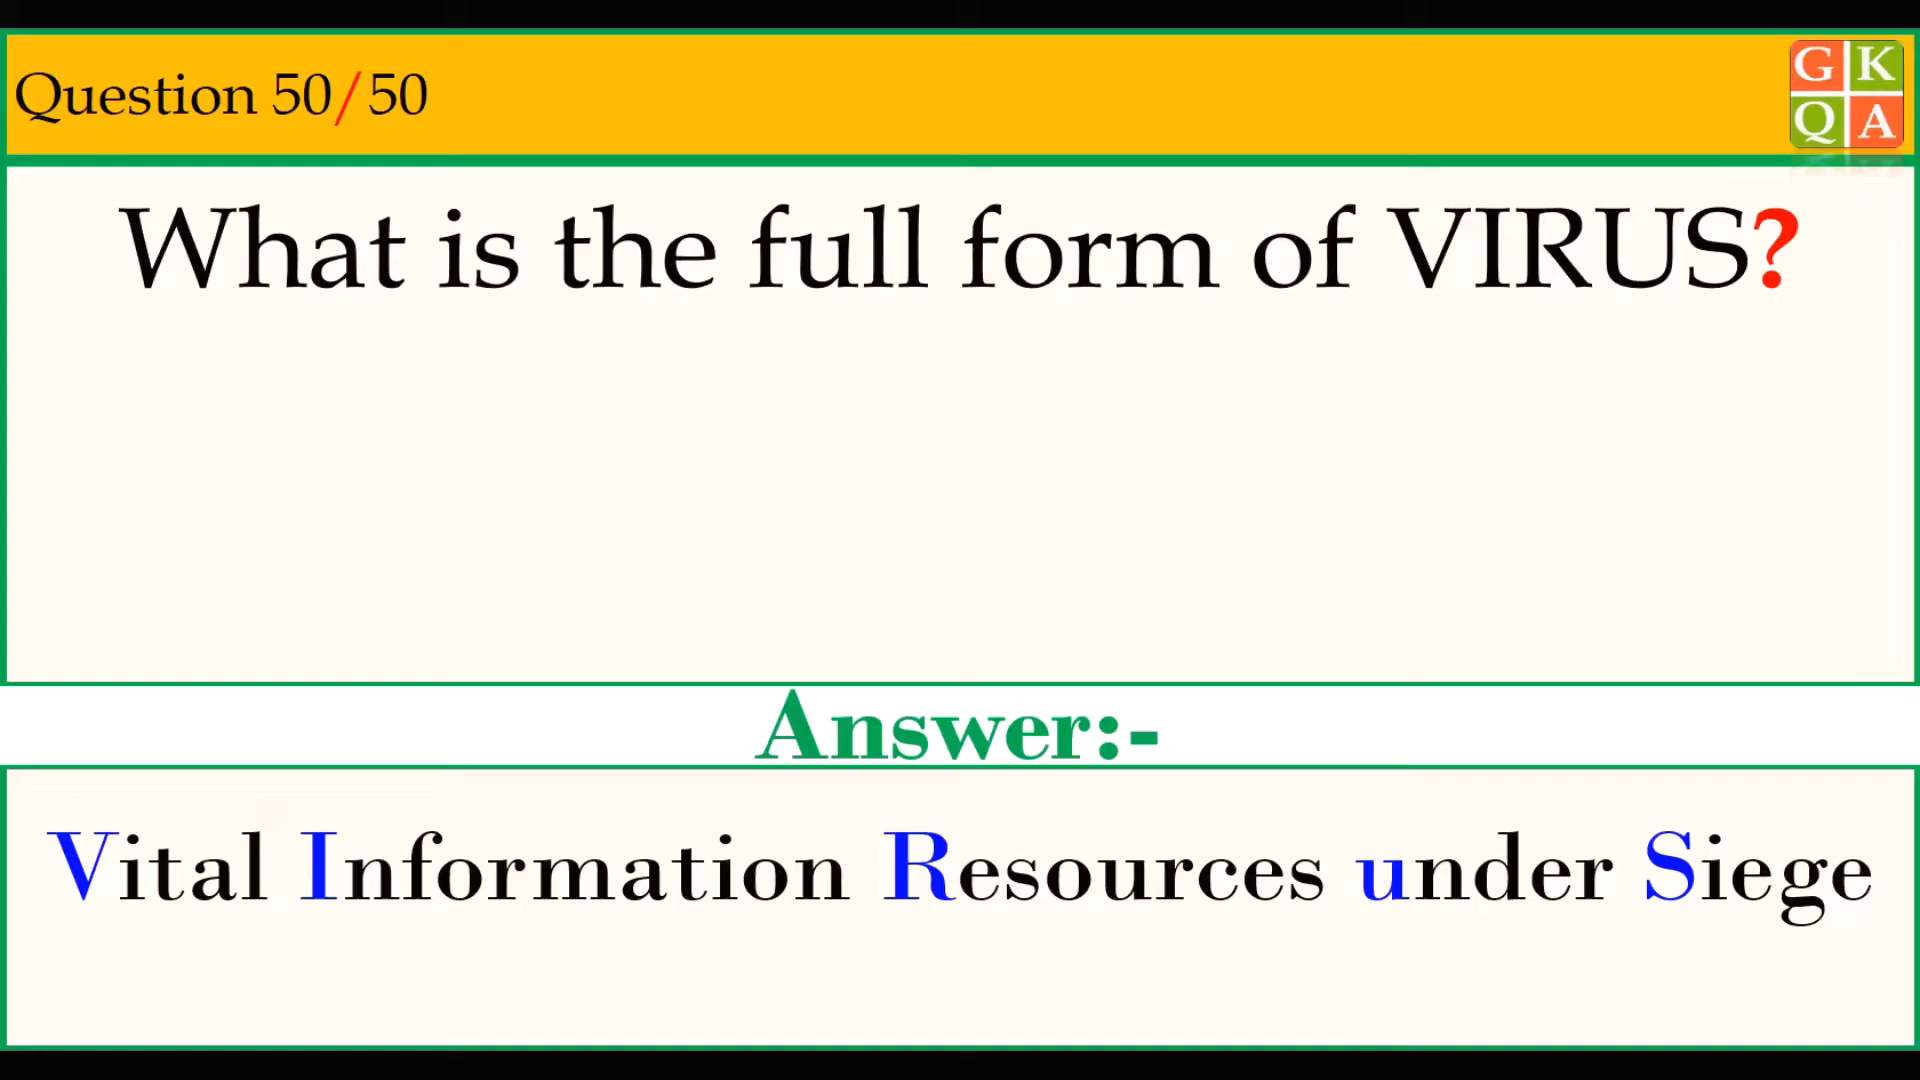 Question 50/50
G K
Q A
What is the full form of VIRUS?
Answer:-
Vital Information Resources under Siege